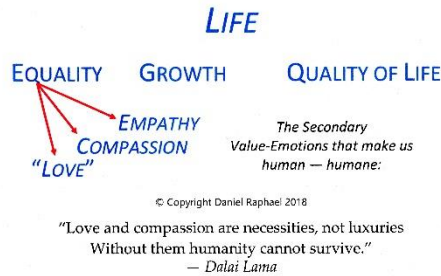 LIFE
EQUALITY GROWTH QUALITY OF LIFE
EMPATHY
COMPASSION
"LOVE"
The Secondary
Value-Emotions that make us
human — humane:
© Copyright Daniel Raphael 2018
"Love and compassion are necessities, not luxuries
Without them humanity cannot survive."
— Dalai Lama